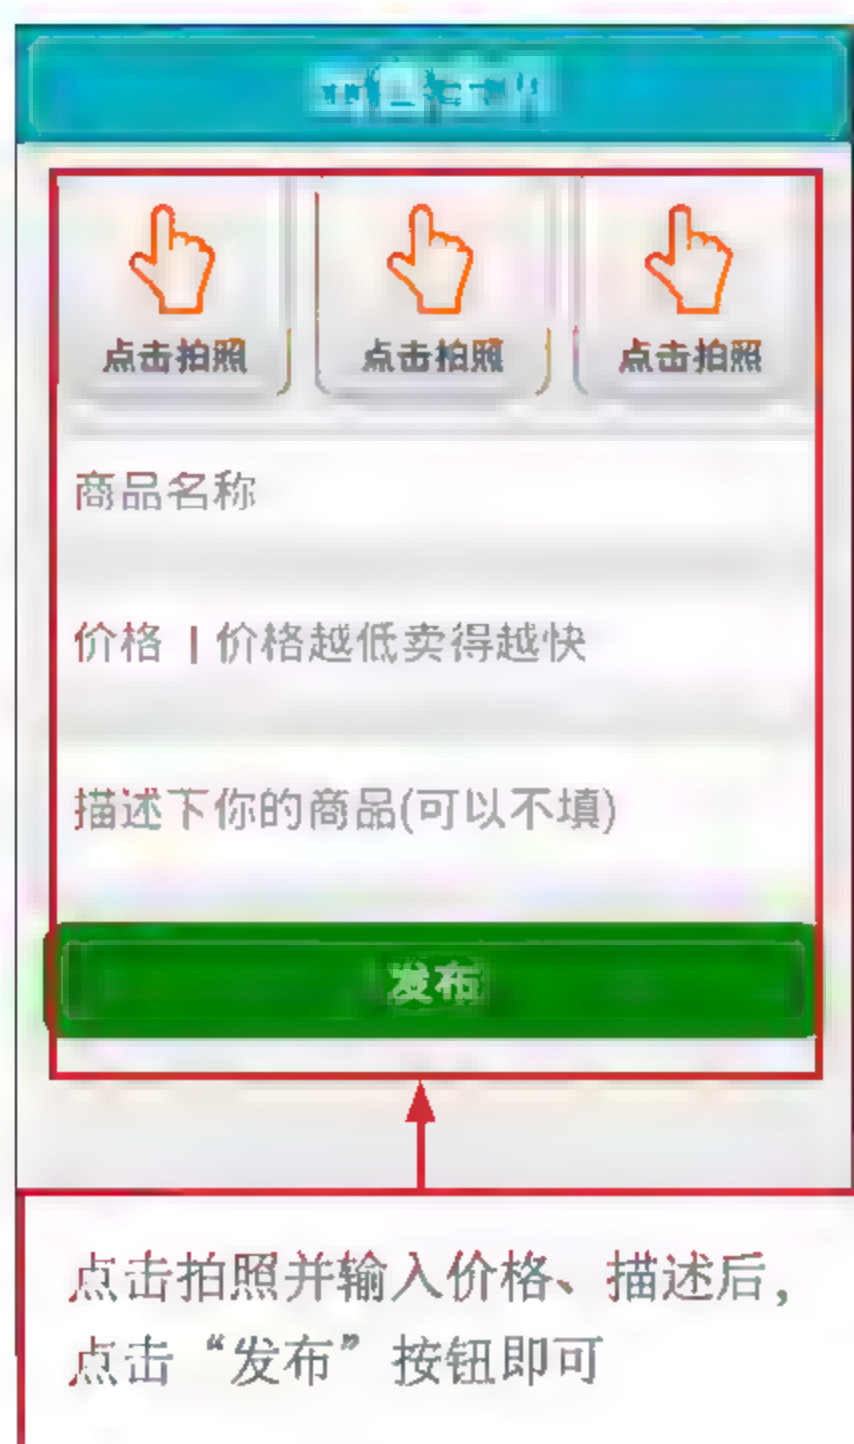 点击拍照 点击拍照 点击拍照
商品名称
价格 | 价格越低卖得越快
描述下你的商品(可以不填)
发布
点击拍照并输入价格、描述后，
点击“发布”按钮即可